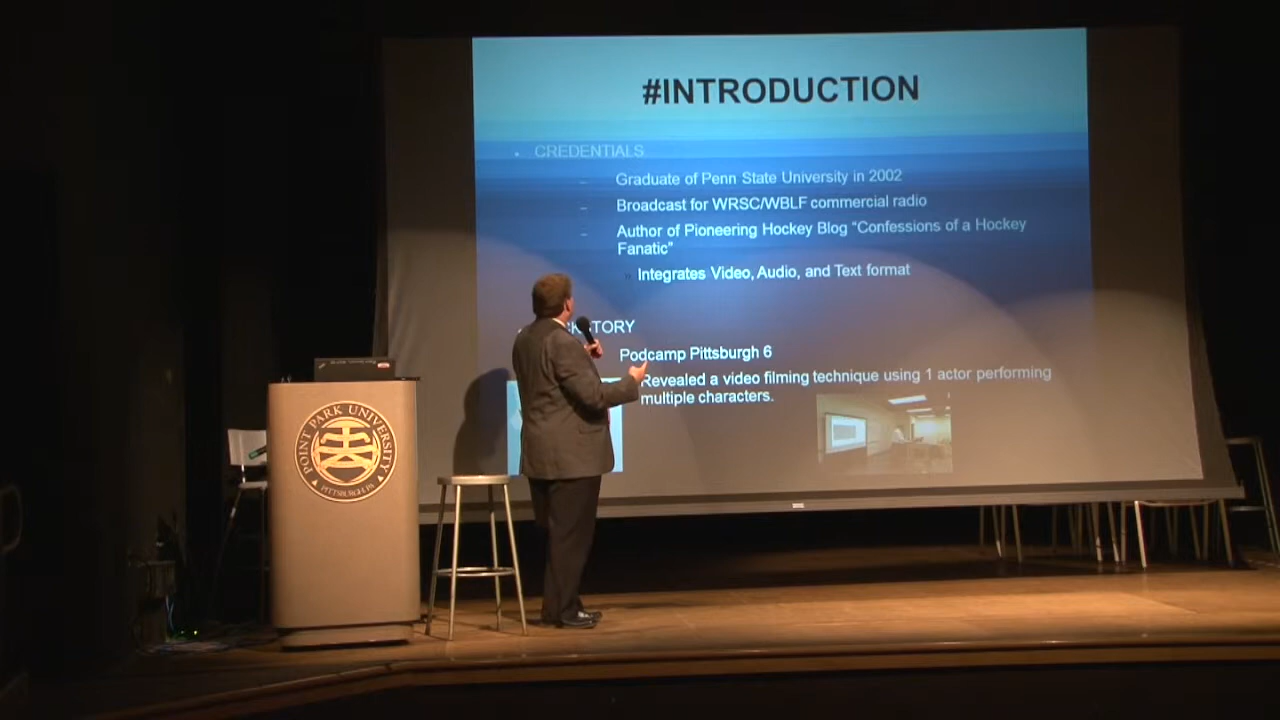 #INTRODUCTION
• CREDENTIALS
– Graduate of Penn State University in 2002
– Broadcast for WRSC/WBLF commercial radio
– Author of Pioneering Hockey Blog “Confessions of a Hockey
Fanatic”
» Integrates Video, Audio, and Text format
CKSTORY
Podcamp Pittsburgh 6
Revealed a video filming technique using 1 actor performing
multiple characters.
POINT PARK UNIVERSITY
PITTSBURGH, PA